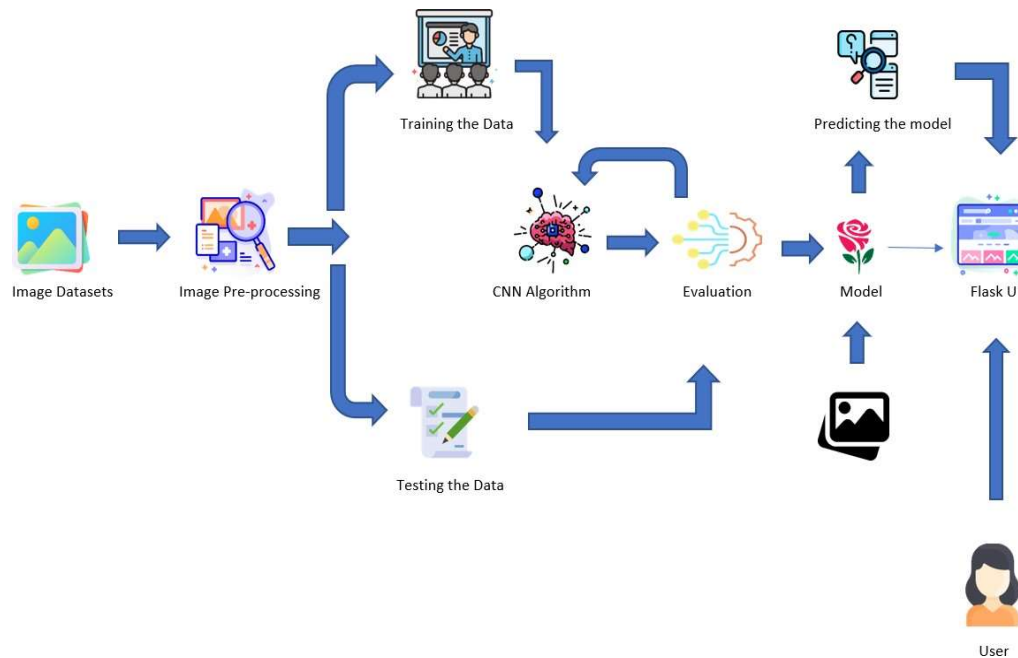 Training the Data
Predicting the model
Image Datasets
Image Pre-processing
CNN Algorithm
Evaluation
Model
Flask U
Testing the Data
User